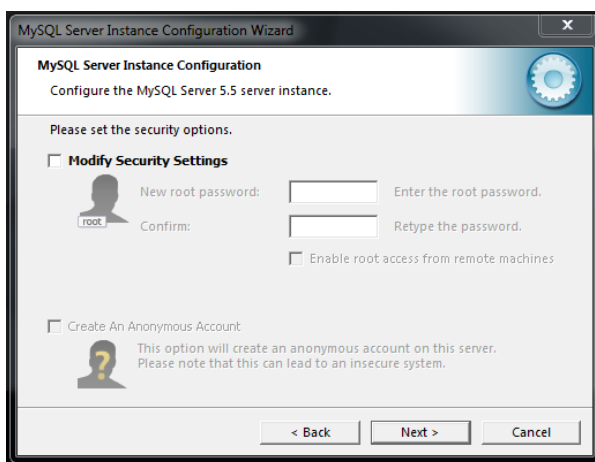 MySQL Server Instance Configuration Wizard
x
MySQL Server Instance Configuration
Configure the MySQL Server 5.5 server instance.
Please set the security options.
Modify Security Settings
New root password:
Enter the root password.
root
Confirm:
Retype the password.
Enable root access from remote machines
Create An Anonymous Account
?
This option will create an anonymous account on this server.
Please note that this can lead to an insecure system.
< Back
Next >
Cancel